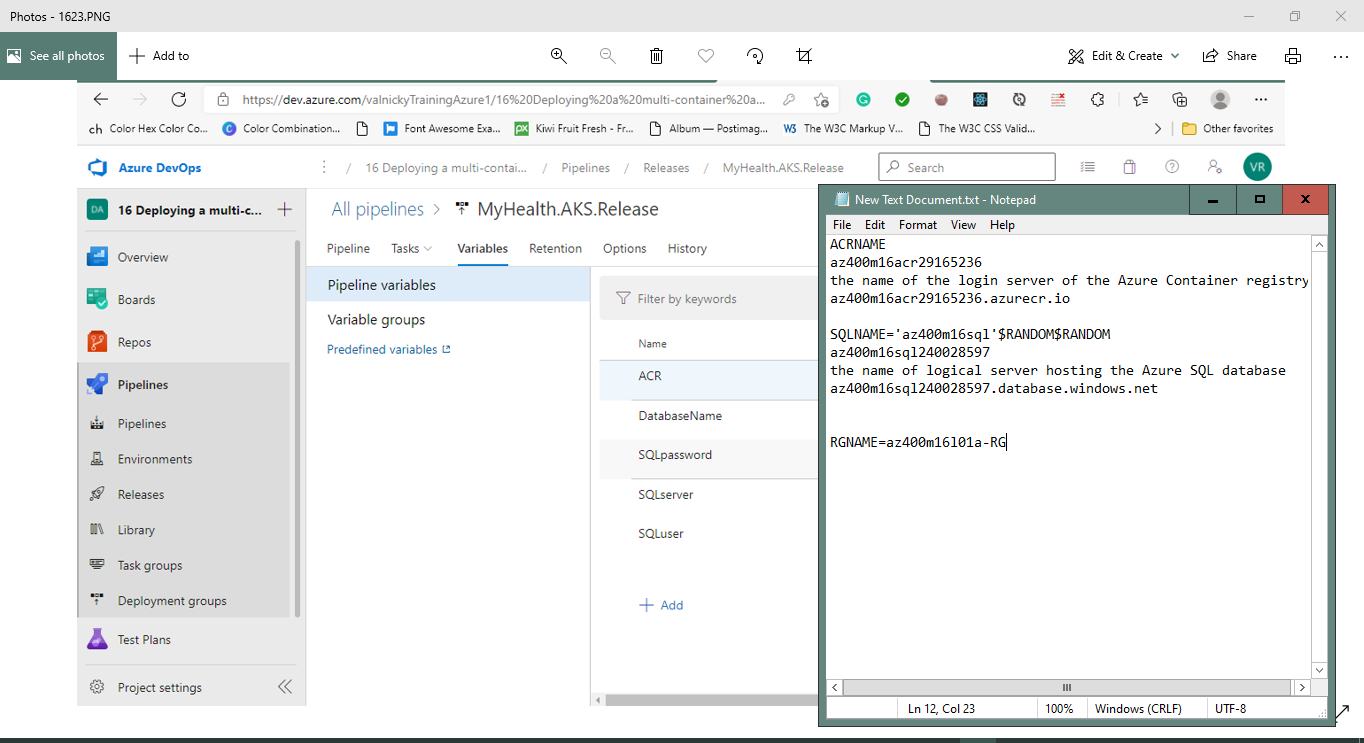 Photos - 1623.PNG
See all photos
Add to
Edit & Create
Share
https://dev.azure.com/valnickyTrainingAzure1/16%20Deploying%20a%20multi-container%20a...
ch Color Hex Color Co...
C Color Combination...
Font Awesome Exa...
px Kiwi Fruit Fresh - Fr...
Album — Postimag...
W3 The W3C Markup V...
The W3C CSS Valid...
Other favorites
Azure DevOps
/ 16 Deploying a multi-contai... / Pipelines / Releases / MyHealth.AKS.Release
Search
VR
DA 16 Deploying a multi-c...
Overview
Boards
Repos
Pipelines
Pipelines
Environments
Releases
Library
Task groups
Deployment groups
Test Plans
Project settings
All pipelines > MyHealth.AKS.Release
Pipeline Tasks Variables Retention Options History
Pipeline variables
Variable groups
Predefined variables
Filter by keywords
Name
ACR
DatabaseName
SQLpassword
SQLserver
SQLuser
Add
New Text Document.txt - Notepad
File Edit Format View Help
ACRNAME
az400m16acr29165236
the name of the login server of the Azure Container registry
az400m16acr29165236.azurecr.io
SQLNAME='az400m16sql'$RANDOM$RANDOM
az400m16sql240028597
the name of logical server hosting the Azure SQL database
az400m16sql240028597.database.windows.net
RGNAME=az400m16l01a-RG
Ln 12, Col 23
100%
Windows (CRLF)
UTF-8